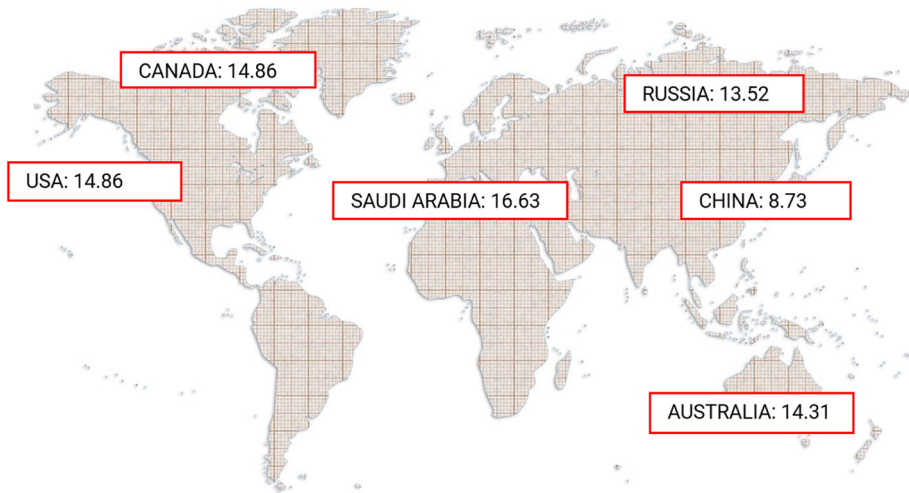 CANADA: 14.86
RUSSIA: 13.52
USA: 14.86
SAUDI ARABIA: 16.63
CHINA: 8.73
AUSTRALIA: 14.31